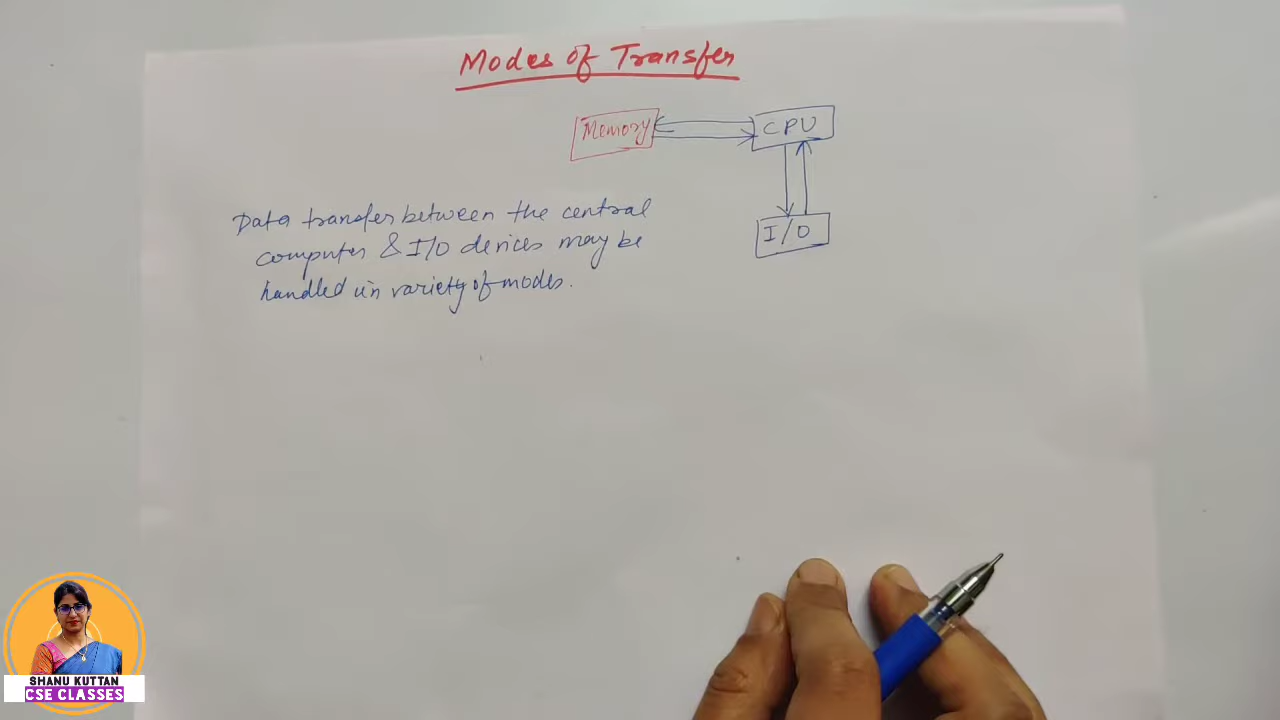 Modes of Transfer
Memory
CPU
I/O
Data transfer between the central
computer & I/O devices may be
handled in variety of modes.
SHANU KUTTAN
CSE CLASSES